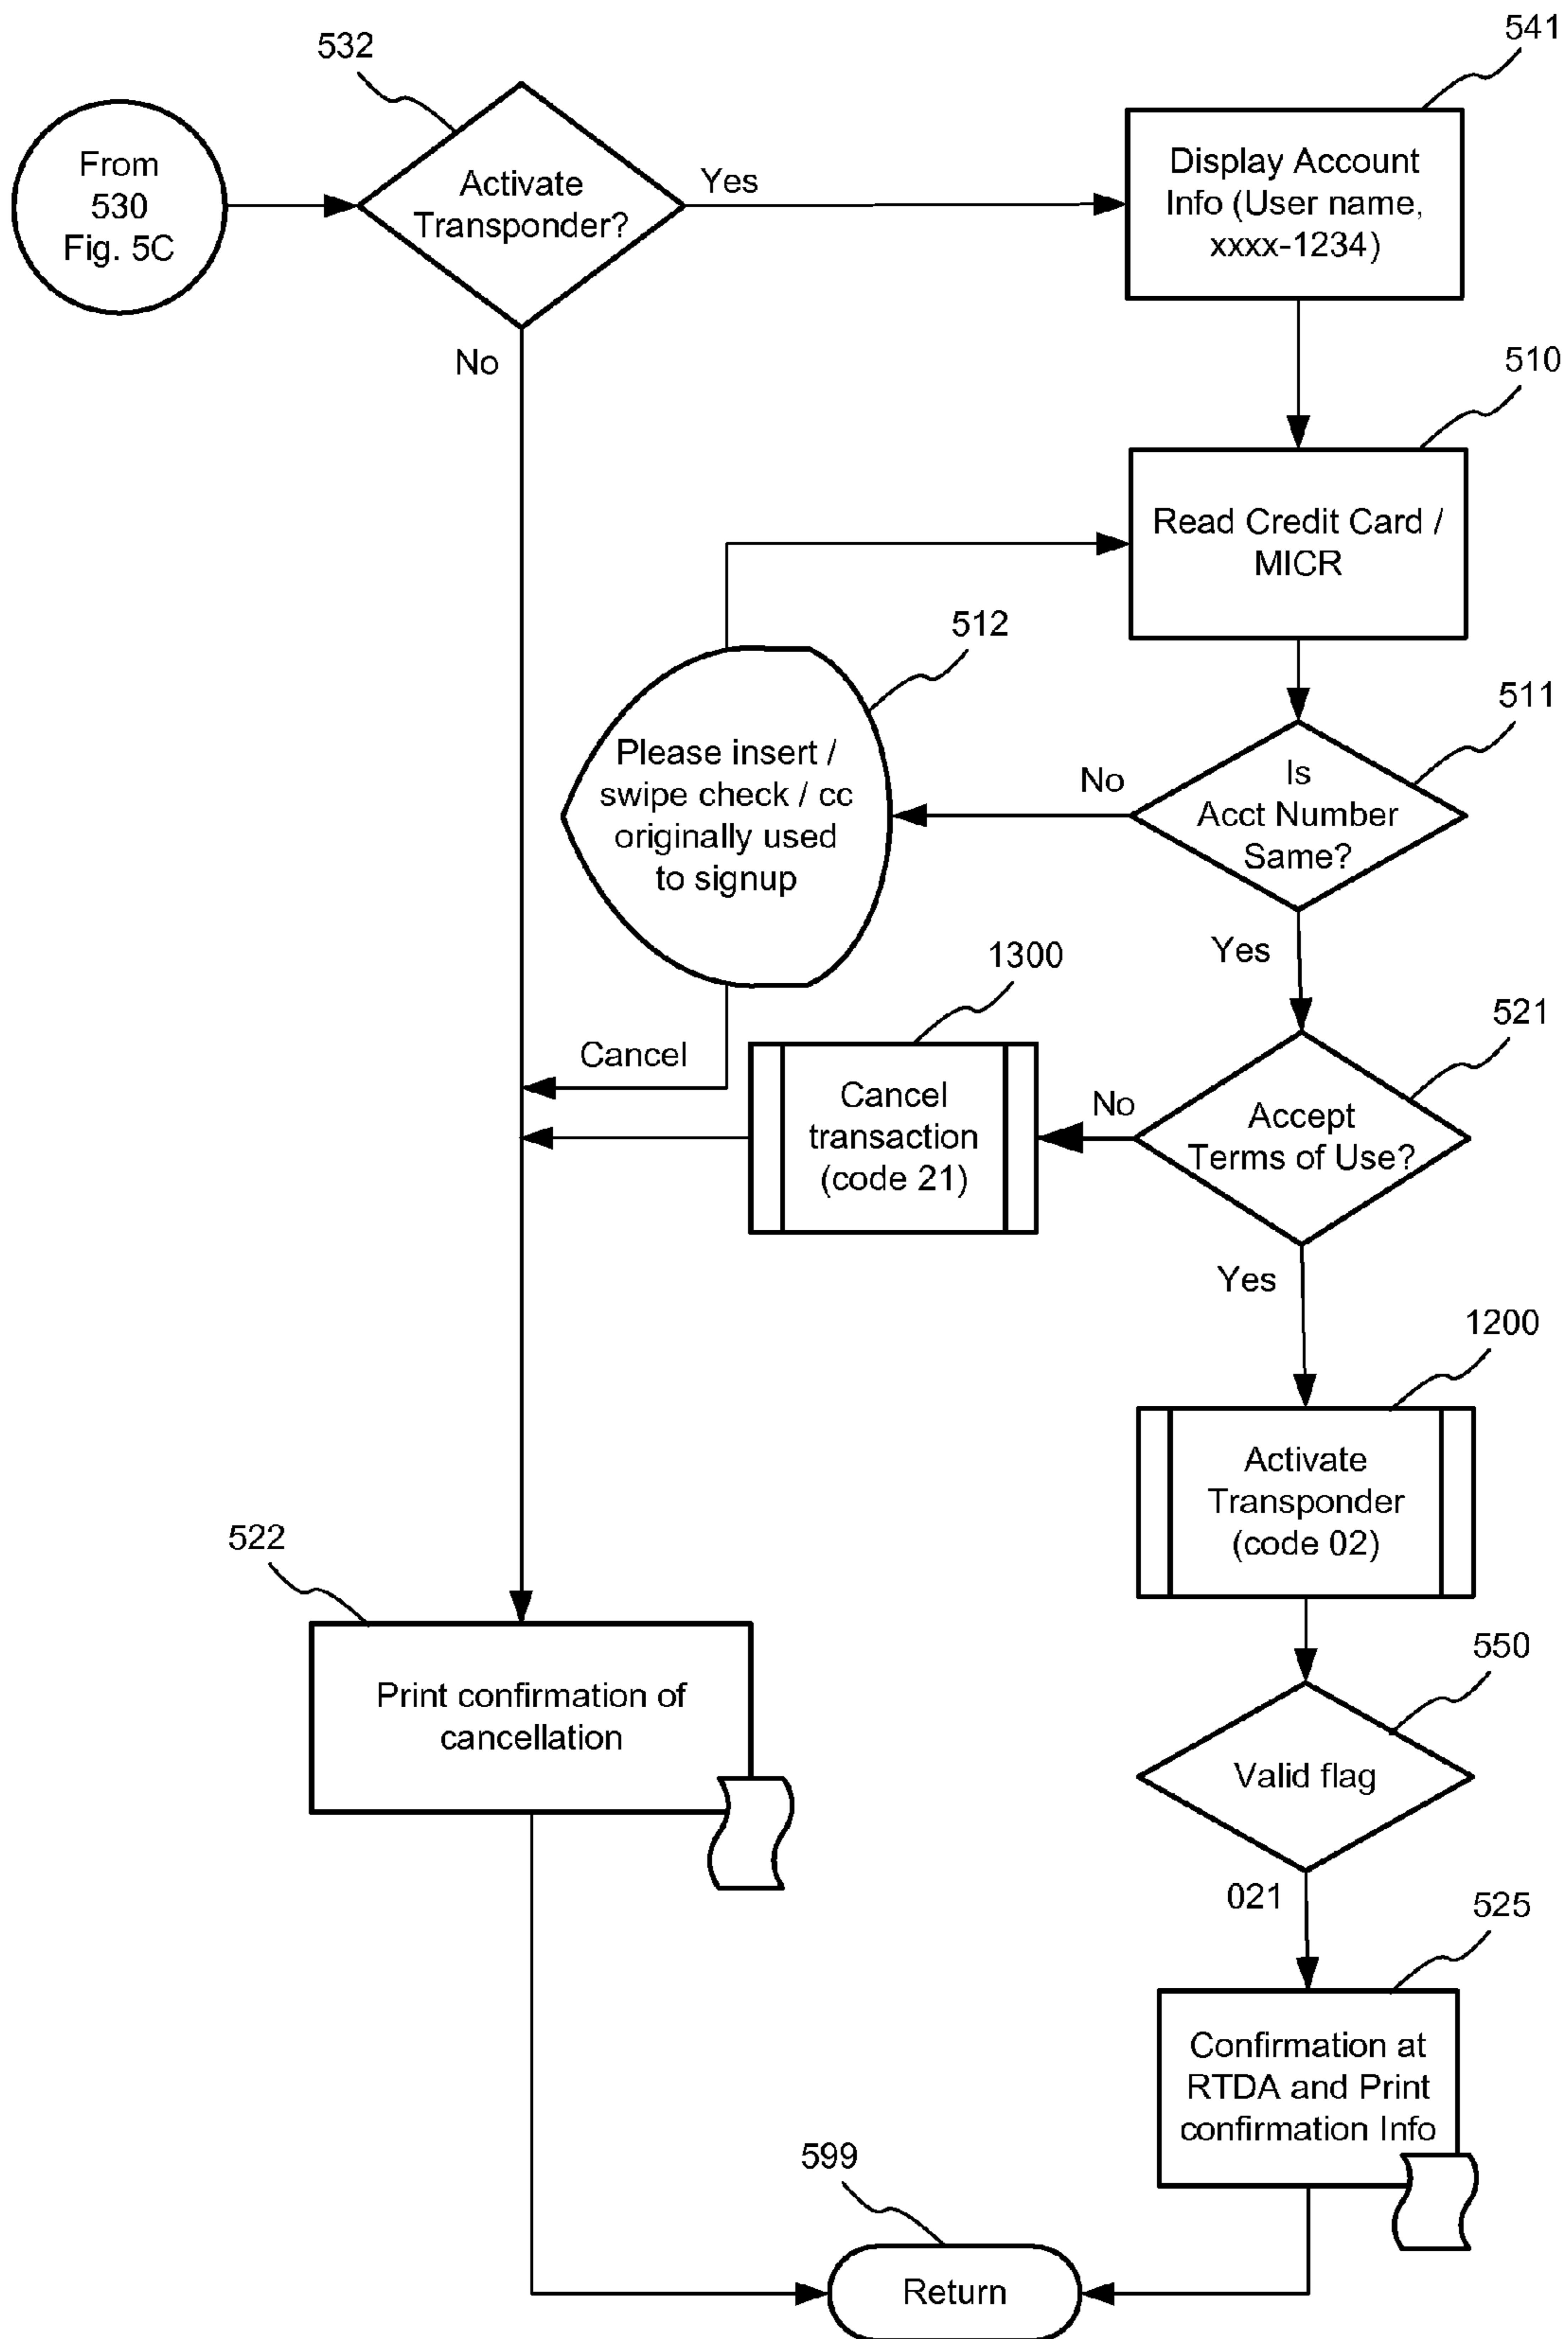 532
541
From
530
Fig. 5C
Activate
Transponder?
Yes
No
Display Account
Info (User name,
xxxx-1234)
510
Read Credit Card /
MICR
512
Please insert /
swipe check / cc
originally used
to signup
511
Is
Acct Number
Same?
No
Yes
Cancel
1300
Cancel
transaction
(code 21)
521
Accept
Terms of Use?
No
Yes
1200
Activate
Transponder
(code 02)
522
Print confirmation of
cancellation
550
Valid flag
021
525
Confirmation at
RTDA and Print
confirmation Info
599
Return